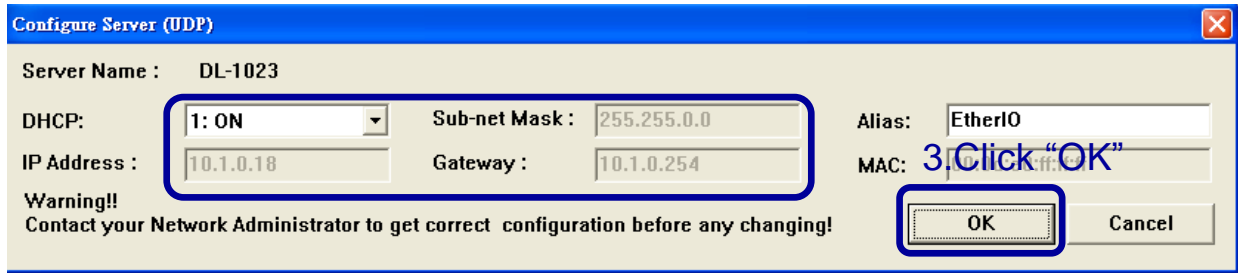 Configure Server (UDP)
Server Name : DL-1023
DHCP: 1: ON Sub-net Mask : 255.255.0.0 Alias: EtherIO
IP Address : 10.1.0.18 Gateway : 10.1.0.254 MAC:
3.Click “OK”
Warning!!
Contact your Network Administrator to get correct configuration before any changing!
OK Cancel